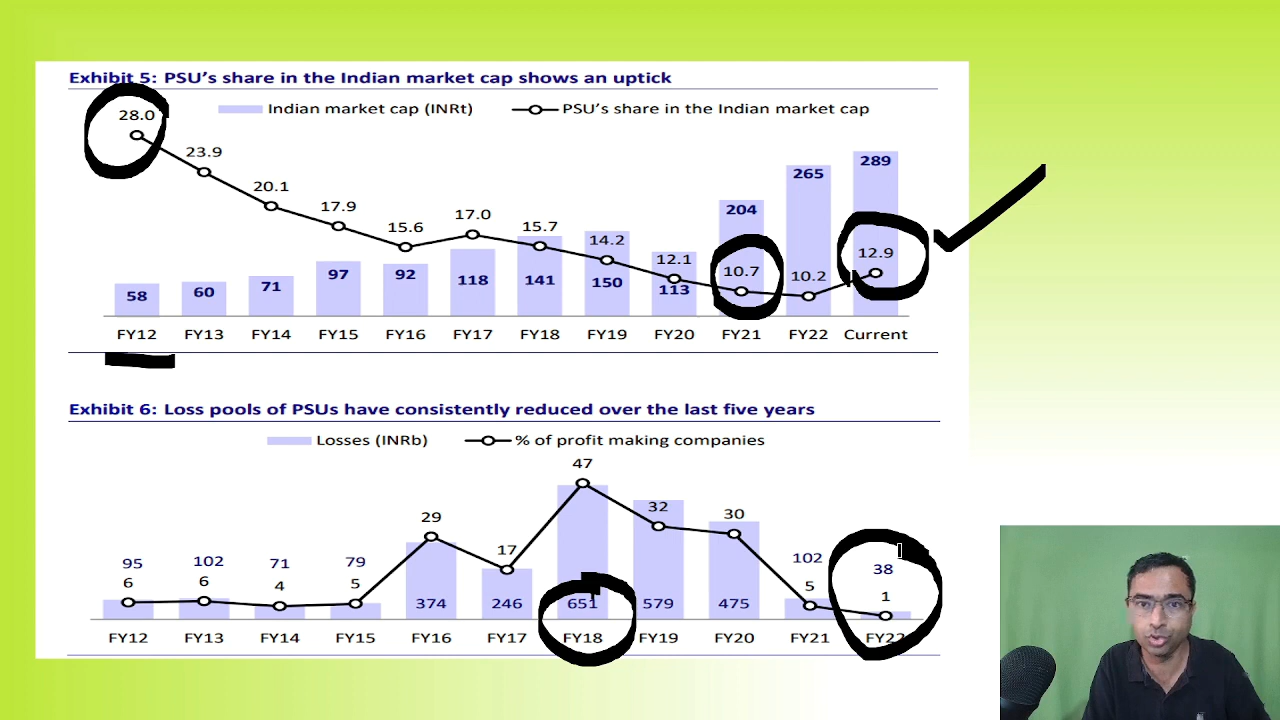 Exhibit 5: PSU's share in the Indian market cap shows an uptick
Indian market cap (INRt) PSU's share in the Indian market cap
28.0 23.9 20.1 17.9 15.6 17.0 15.7 14.2 12.1 10.7 10.2 12.9
58 60 71 97 92 118 141 150 113 204 265 289
FY12 FY13 FY14 FY15 FY16 FY17 FY18 FY19 FY20 FY21 FY22 Current
Exhibit 6: Loss pools of PSUs have consistently reduced over the last five years
Losses (INRb) % of profit making companies
6 6 4 5 29 17 47 32 30 5 1
95 102 71 79 374 246 651 579 475 102 38
FY12 FY13 FY14 FY15 FY16 FY17 FY18 FY19 FY20 FY21 FY22